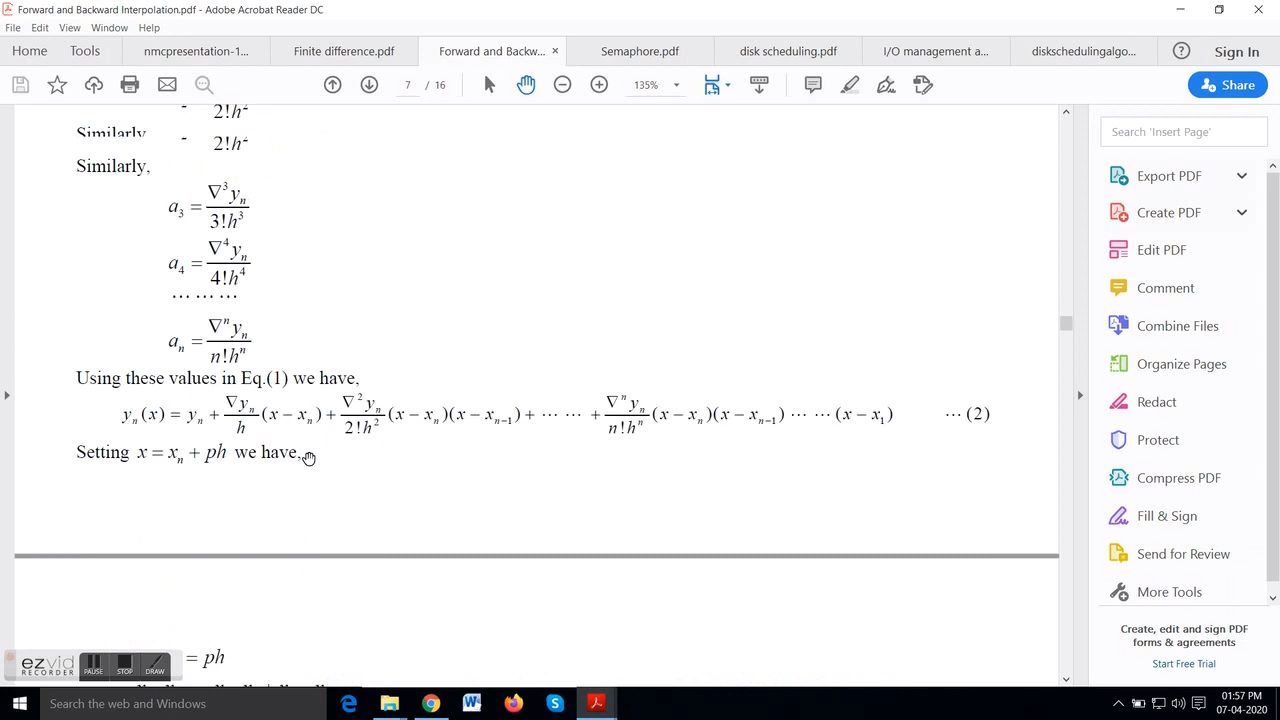 Forward and Backward Interpolation.pdf - Adobe Acrobat Reader DC
File Edit View Window Help
Home Tools nmcpresentation-1... Finite difference.pdf Forward and Backw... × Semaphore.pdf disk scheduling.pdf I/O management a... diskschedulingalgo... Sign In
7 / 16 135% Share
2!h²
Similarly
2!h²
Similarly,
a₃ = ∇³yₙ / 3!h³
a₄ = ∇⁴yₙ / 4!h⁴
⋯ ⋯ ⋯
aₙ = ∇ⁿyₙ / n!hⁿ
Using these values in Eq.(1) we have,
yₙ(x) = yₙ + ∇yₙ/h (x − xₙ) + ∇²yₙ/2!h² (x − xₙ)(x − xₙ₋₁) + ⋯ ⋯ + ∇ⁿyₙ/n!hⁿ (x − xₙ)(x − xₙ₋₁) ⋯ ⋯ (x − x₁) ⋯ (2)
Setting x = xₙ + ph we have,
= ph
Search 'Insert Page'
Export PDF
Create PDF
Edit PDF
Comment
Combine Files
Organize Pages
Redact
Protect
Compress PDF
Fill & Sign
Send for Review
More Tools
Create, edit and sign PDF
forms & agreements
Start Free Trial
ezvid
RECORDER
PAUSE STOP DRAW
Search the web and Windows
01:57 PM
07-04-2020